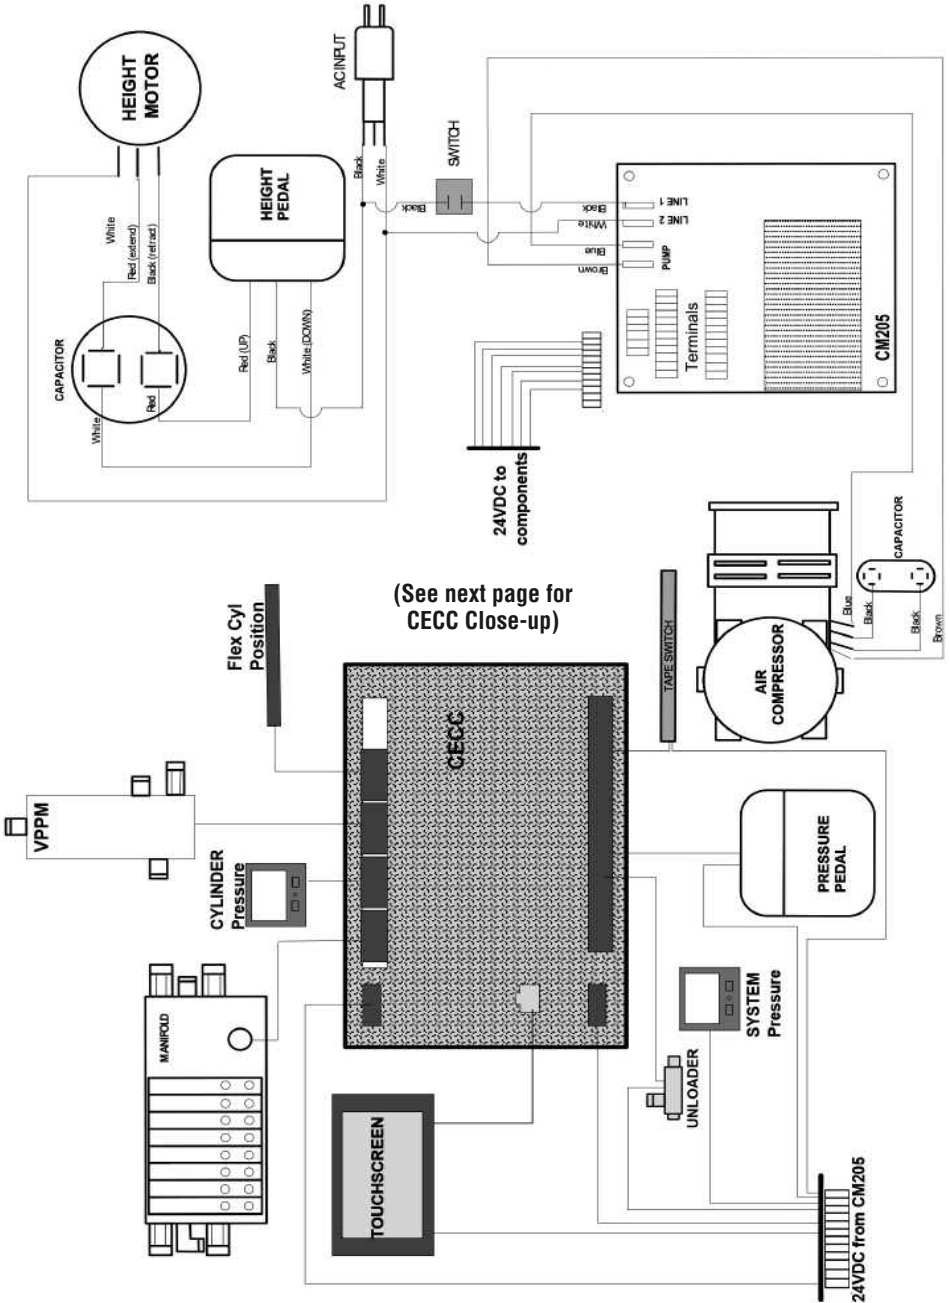 HEIGHT
MOTOR
AC INPUT
White
Red (extend)
Black (retract)
HEIGHT
PEDAL
Black
White
SWITCH
Black
Black
White
Blue
Brown
LINE 1
LINE 2
PUMP
Terminals
CM205
CAPACITOR
White
Red
Red (UP)
Black
White (DOWN)
24VDC to
components
(See next page for
CECC Close-up)
Flex Cyl
Position
TAPE SWITCH
AIR
COMPRESSOR
CAPACITOR
Blue
Black
Black
Brown
VPPM
CYLINDER
Pressure
CECC
PRESSURE
PEDAL
MANIFOLD
SYSTEM
Pressure
UNLOADER
TOUCHSCREEN
24VDC from CM205